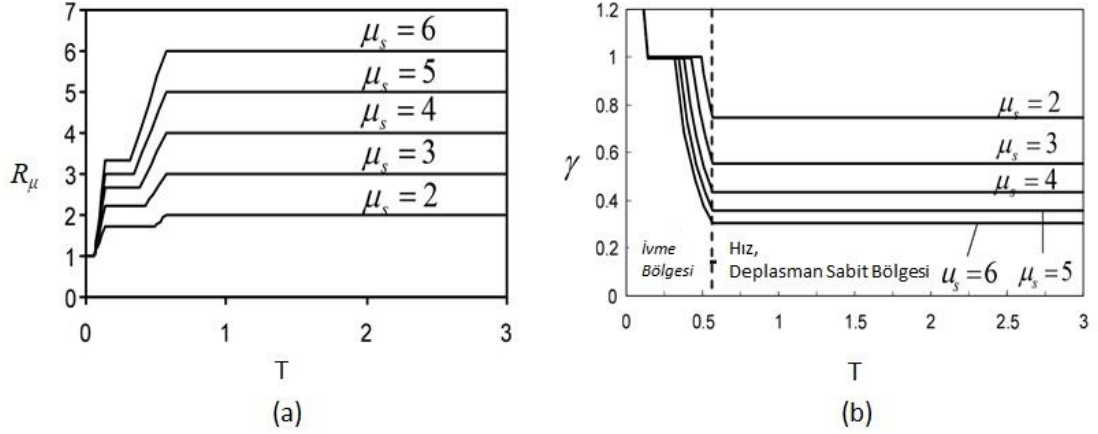 7
6
5
4
3
2
1
0
R_μ
μ_s = 6
μ_s = 5
μ_s = 4
μ_s = 3
μ_s = 2
0 1 2 3
T
(a)
1.2
1
0.8
0.6
0.4
0.2
0
γ
μ_s = 2
μ_s = 3
μ_s = 4
İvme
Bölgesi
Hız,
Deplasman Sabit Bölgesi
μ_s = 6
μ_s = 5
0 0.5 1 1.5 2 2.5 3
T
(b)